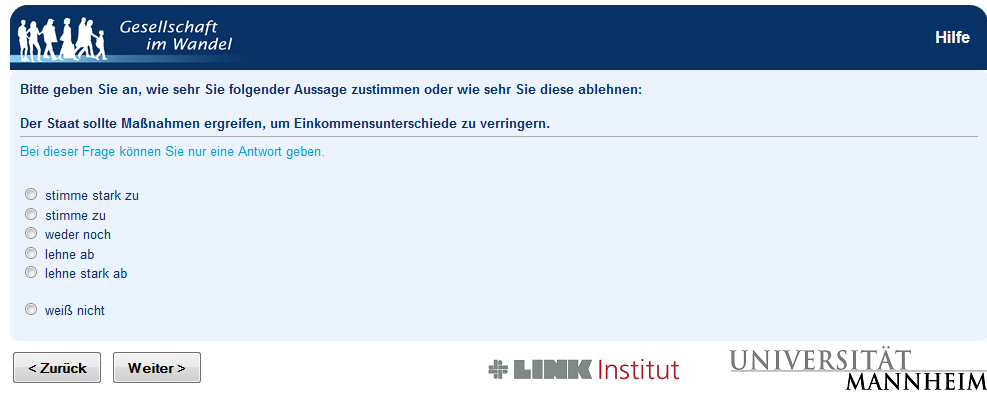 Gesellschaft
im Wandel
Hilfe
Bitte geben Sie an, wie sehr Sie folgender Aussage zustimmen oder wie sehr Sie diese ablehnen:
Der Staat sollte Maßnahmen ergreifen, um Einkommensunterschiede zu verringern.
Bei dieser Frage können Sie nur eine Antwort geben.
stimme stark zu
stimme zu
weder noch
lehne ab
lehne stark ab
weiß nicht
< Zurück
Weiter >
LINK Institut
UNIVERSITÄT
MANNHEIM